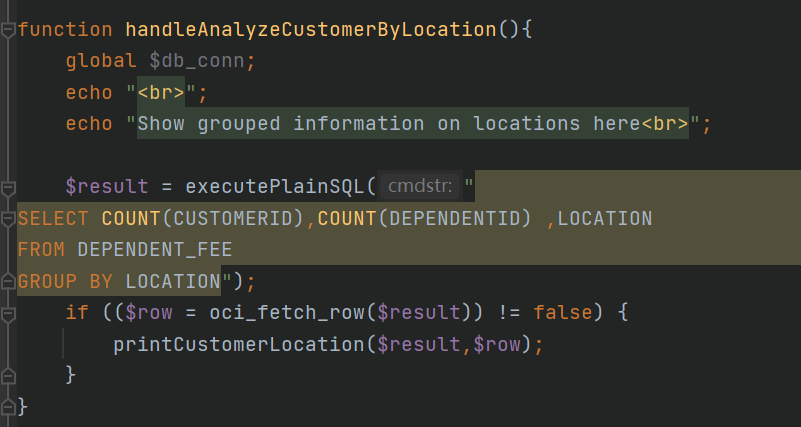 function handleAnalyzeCustomerByLocation(){
global $db_conn;
echo "<br>";
echo "Show grouped information on locations here<br>";
$result = executePlainSQL( cmdstr: "
SELECT COUNT(CUSTOMERID),COUNT(DEPENDENTID) ,LOCATION
FROM DEPENDENT_FEE
GROUP BY LOCATION");
if (($row = oci_fetch_row($result)) != false) {
printCustomerLocation($result,$row);
}
}